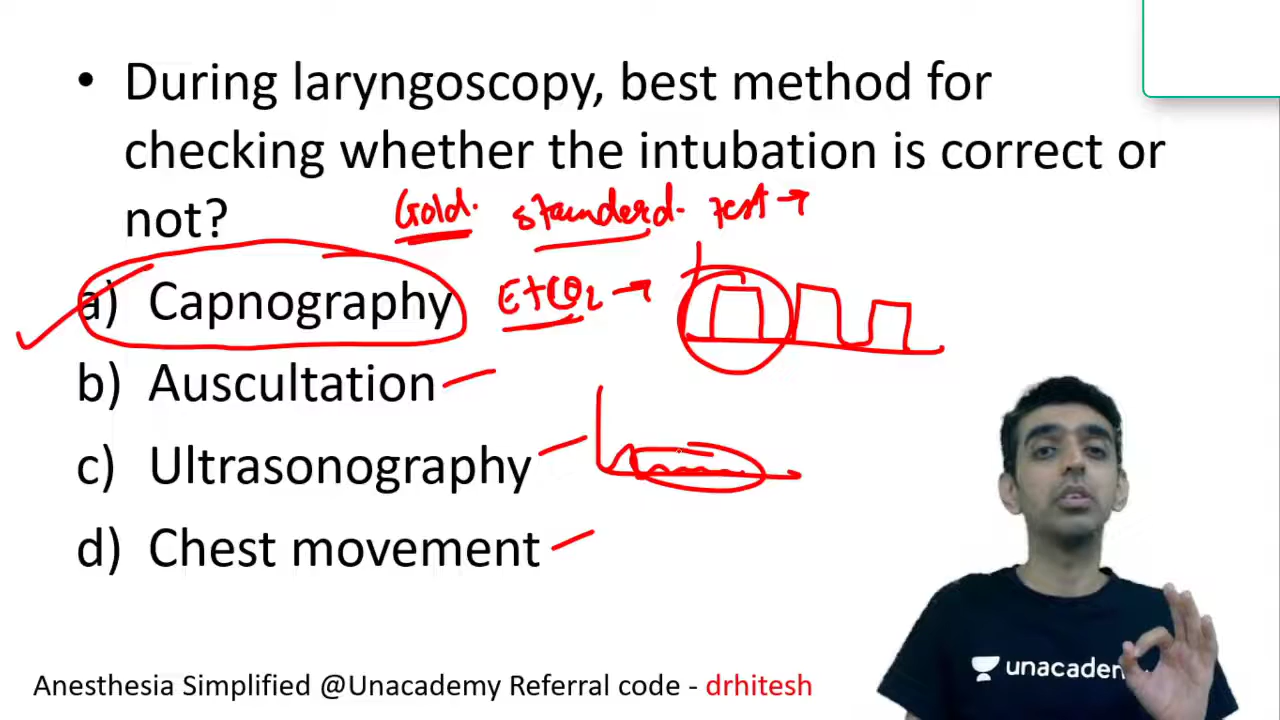 • During laryngoscopy, best method for
checking whether the intubation is correct or
not?
Gold. standerd. test →
a) Capnography
EtCO2 →
b) Auscultation
c) Ultrasonography
d) Chest movement
unacadem
Anesthesia Simplified @Unacademy Referral code - drhitesh